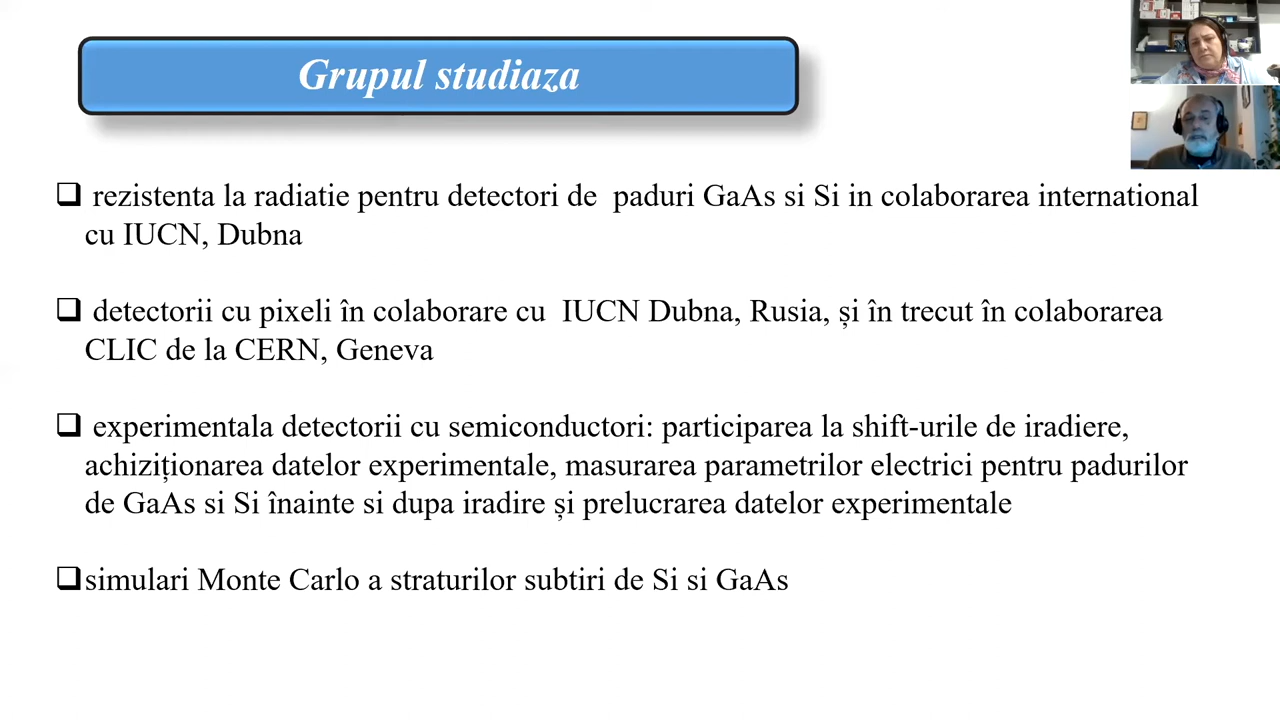 Grupul studiaza
rezistenta la radiatie pentru detectori de paduri GaAs si Si in colaborarea international
cu IUCN, Dubna
detectorii cu pixeli în colaborare cu IUCN Dubna, Rusia, și în trecut în colaborarea
CLIC de la CERN, Geneva
experimentala detectorii cu semiconductori: participarea la shift-urile de iradiere,
achiziționarea datelor experimentale, masurarea parametrilor electrici pentru padurilor
de GaAs si Si înainte si dupa iradire și prelucrarea datelor experimentale
simulari Monte Carlo a straturilor subtiri de Si si GaAs